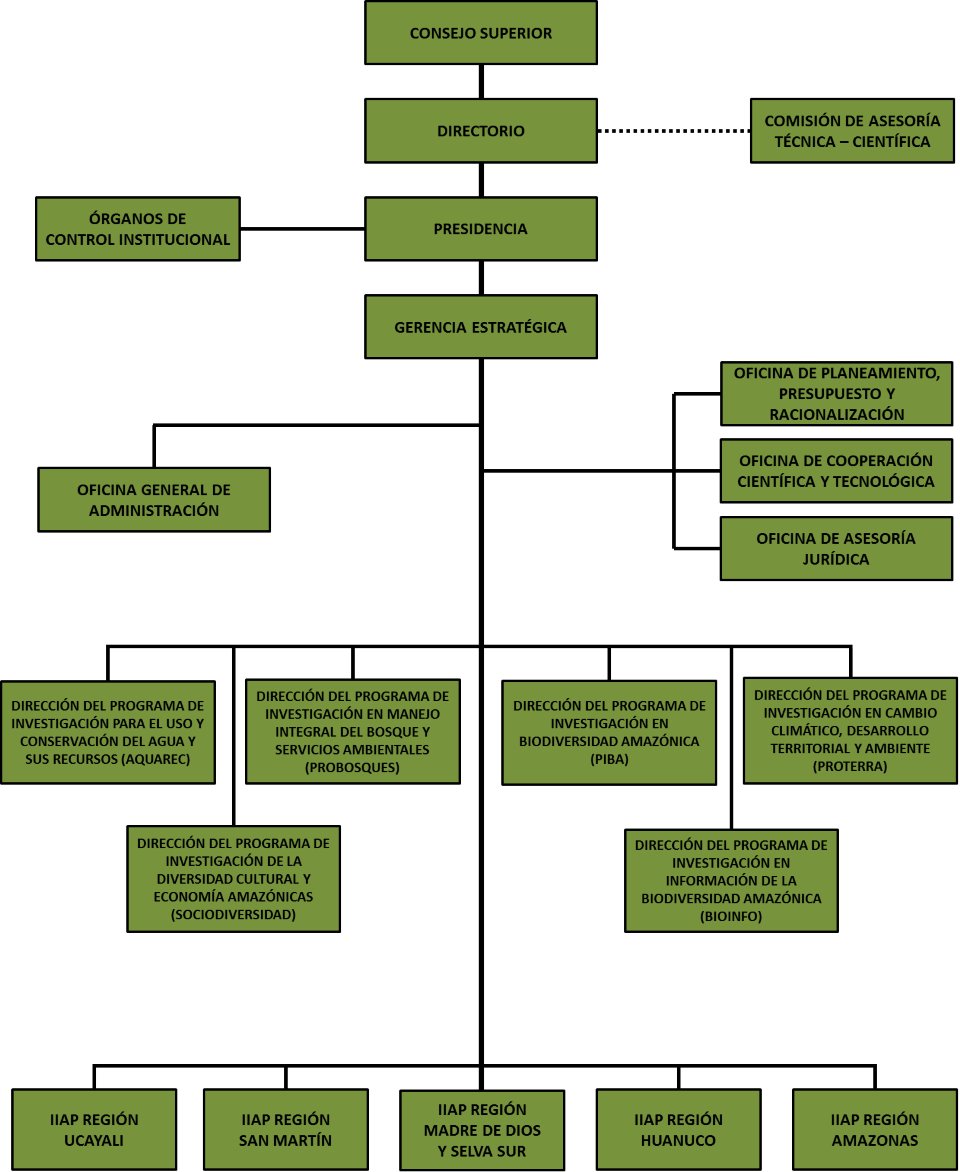 CONSEJO SUPERIOR
DIRECTORIO
COMISIÓN DE ASESORÍA
TÉCNICA – CIENTÍFICA
ÓRGANOS DE
CONTROL INSTITUCIONAL
PRESIDENCIA
GERENCIA ESTRATÉGICA
OFICINA DE PLANEAMIENTO,
PRESUPUESTO Y
RACIONALIZACIÓN
OFICINA GENERAL DE
ADMINISTRACIÓN
OFICINA DE COOPERACIÓN
CIENTÍFICA Y TECNOLÓGICA
OFICINA DE ASESORÍA
JURÍDICA
DIRECCIÓN DEL PROGRAMA DE
INVESTIGACIÓN PARA EL USO Y
CONSERVACIÓN DEL AGUA Y
SUS RECURSOS (AQUAREC)
DIRECCIÓN DEL PROGRAMA DE
INVESTIGACIÓN EN MANEJO
INTEGRAL DEL BOSQUE Y
SERVICIOS AMBIENTALES
(PROBOSQUES)
DIRECCIÓN DEL PROGRAMA DE
INVESTIGACIÓN EN
BIODIVERSIDAD AMAZÓNICA
(PIBA)
DIRECCIÓN DEL PROGRAMA DE
INVESTIGACIÓN EN CAMBIO
CLIMÁTICO, DESARROLLO
TERRITORIAL Y AMBIENTE
(PROTERRA)
DIRECCIÓN DEL PROGRAMA DE
INVESTIGACIÓN DE LA
DIVERSIDAD CULTURAL Y
ECONOMÍA AMAZÓNICAS
(SOCIODIVERSIDAD)
DIRECCIÓN DEL PROGRAMA DE
INVESTIGACIÓN EN
INFORMACIÓN DE LA
BIODIVERSIDAD AMAZÓNICA
(BIOINFO)
IIAP REGIÓN
UCAYALI
IIAP REGIÓN
SAN MARTÍN
IIAP REGIÓN
MADRE DE DIOS
Y SELVA SUR
IIAP REGIÓN
HUANUCO
IIAP REGIÓN
AMAZONAS